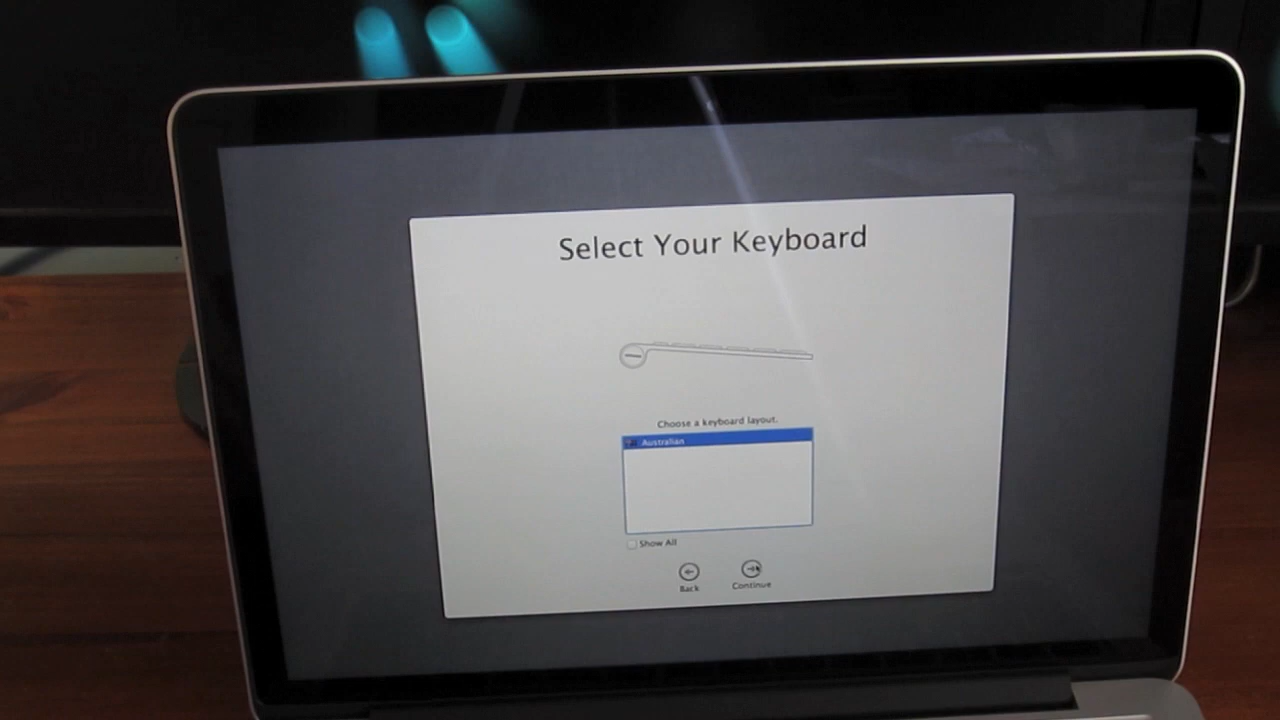 Select Your Keyboard
Choose a keyboard layout.
Australian
Show All
Back
Continue